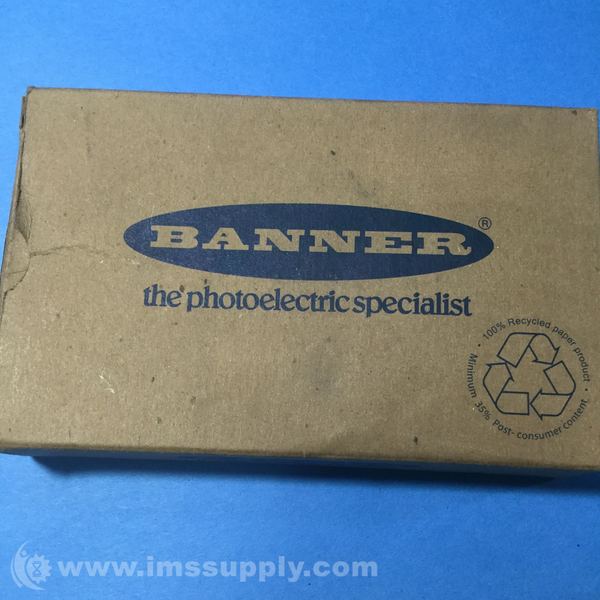 BANNER®
the photoelectric specialist
• 100% Recycled paper product •
Minimum 35% Post-consumer content
www.imssupply.com